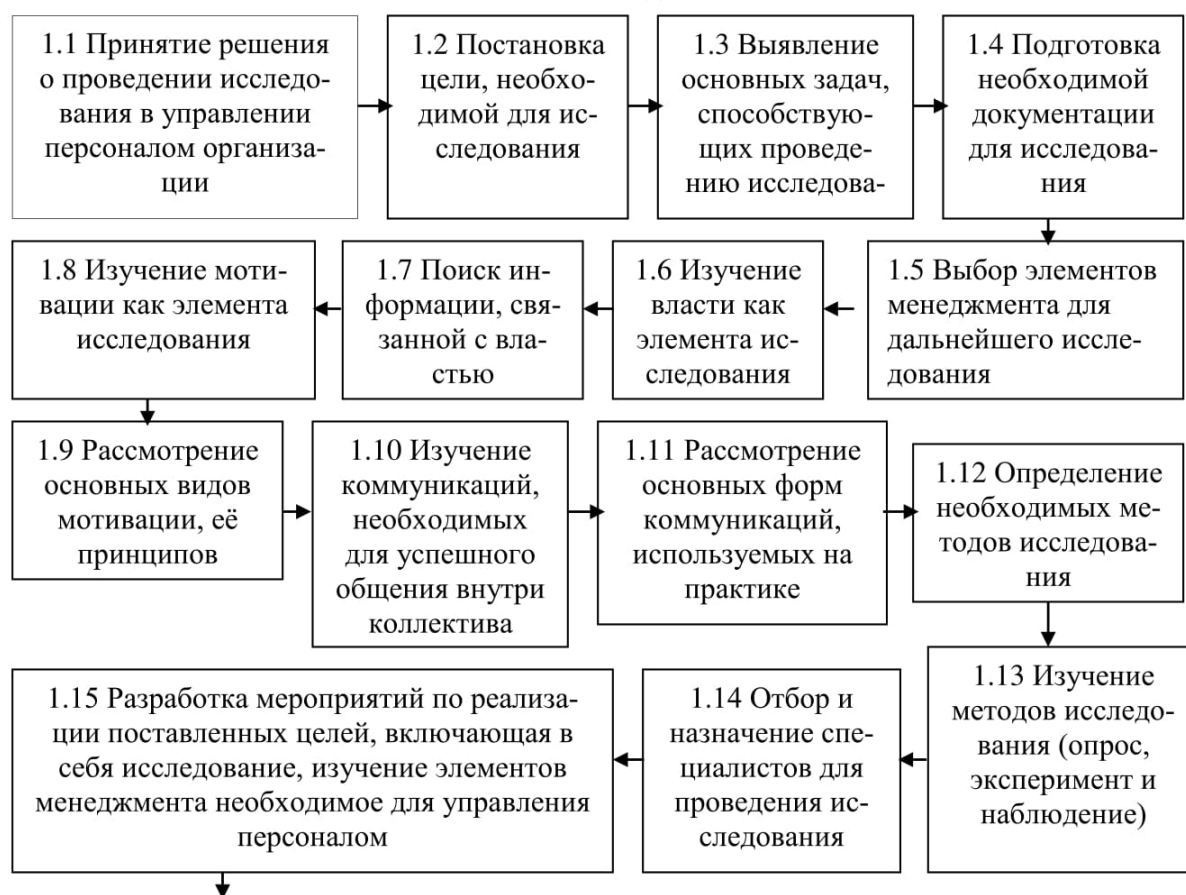 1.1 Принятие решения
о проведении исследо-
вания в управлении
персоналом организа-
ции
1.2 Постановка
цели, необхо-
димой для ис-
следования
1.3 Выявление
основных задач,
способствую-
щих проведе-
нию исследова-
1.4 Подготовка
необходимой
документации
для исследова-
ния
1.5 Выбор элементов
менеджмента для
дальнейшего иссле-
дования
1.6 Изучение
власти как
элемента ис-
следования
1.7 Поиск ин-
формации, свя-
занной с вла-
стью
1.8 Изучение моти-
вации как элемента
исследования
1.9 Рассмотрение
основных видов
мотивации, её
принципов
1.10 Изучение
коммуникаций,
необходимых
для успешного
общения внутри
коллектива
1.11 Рассмотрение
основных форм
коммуникаций,
используемых на
практике
1.12 Определение
необходимых ме-
тодов исследова-
ния
1.13 Изучение
методов исследо-
вания (опрос,
эксперимент и
наблюдение)
1.14 Отбор и
назначение спе-
циалистов для
проведения ис-
следования
1.15 Разработка мероприятий по реализа-
ции поставленных целей, включающая в
себя исследование, изучение элементов
менеджмента необходимое для управления
персоналом